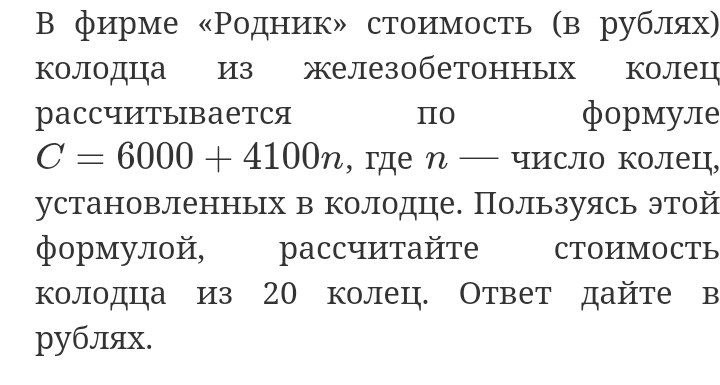 В фирме «Родник» стоимость (в рублях)
колодца из железобетонных колец
рассчитывается по формуле
C = 6000 + 4100n, где n — число колец,
установленных в колодце. Пользуясь этой
формулой, рассчитайте стоимость
колодца из 20 колец. Ответ дайте в
рублях.